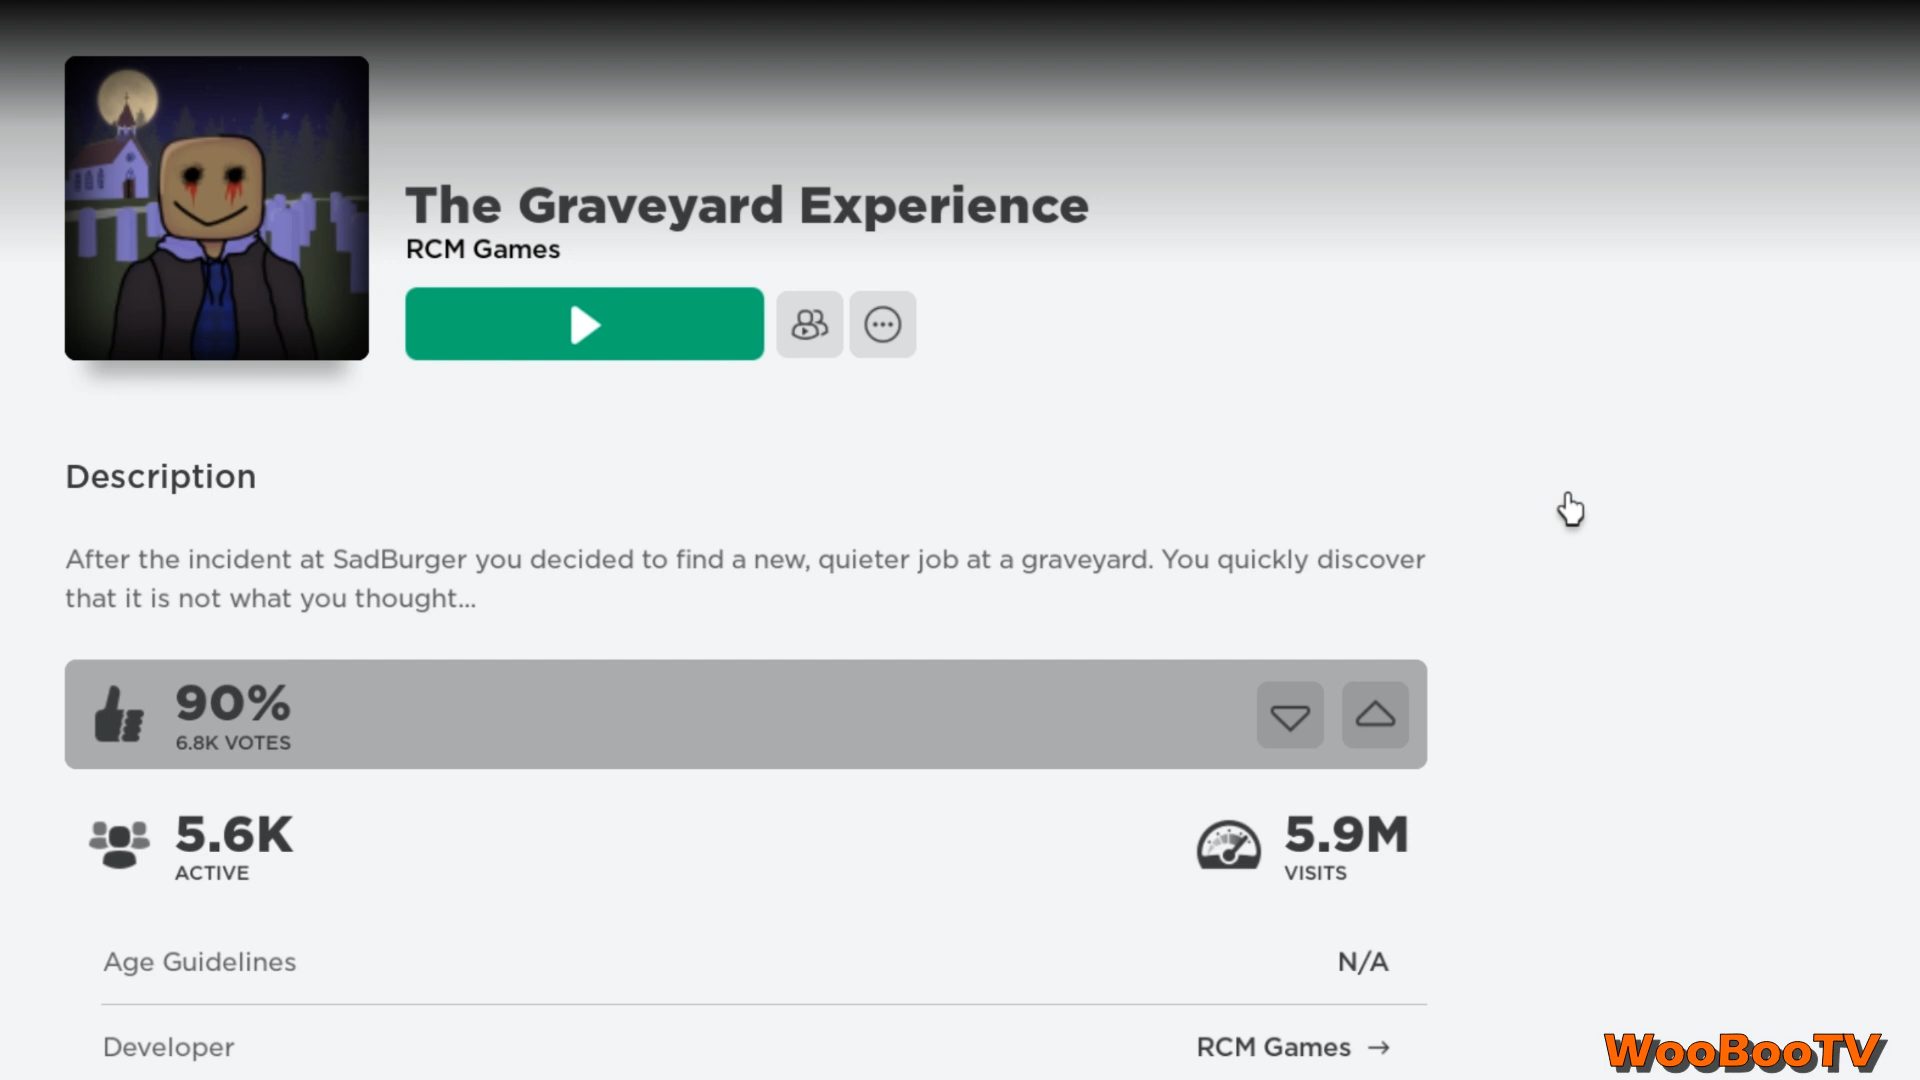 The Graveyard Experience
RCM Games
Description
After the incident at SadBurger you decided to find a new, quieter job at a graveyard. You quickly discover
that it is not what you thought...
90%
6.8K VOTES
5.6K
ACTIVE
5.9M
VISITS
Age Guidelines
N/A
Developer
RCM Games →
WooBooTV